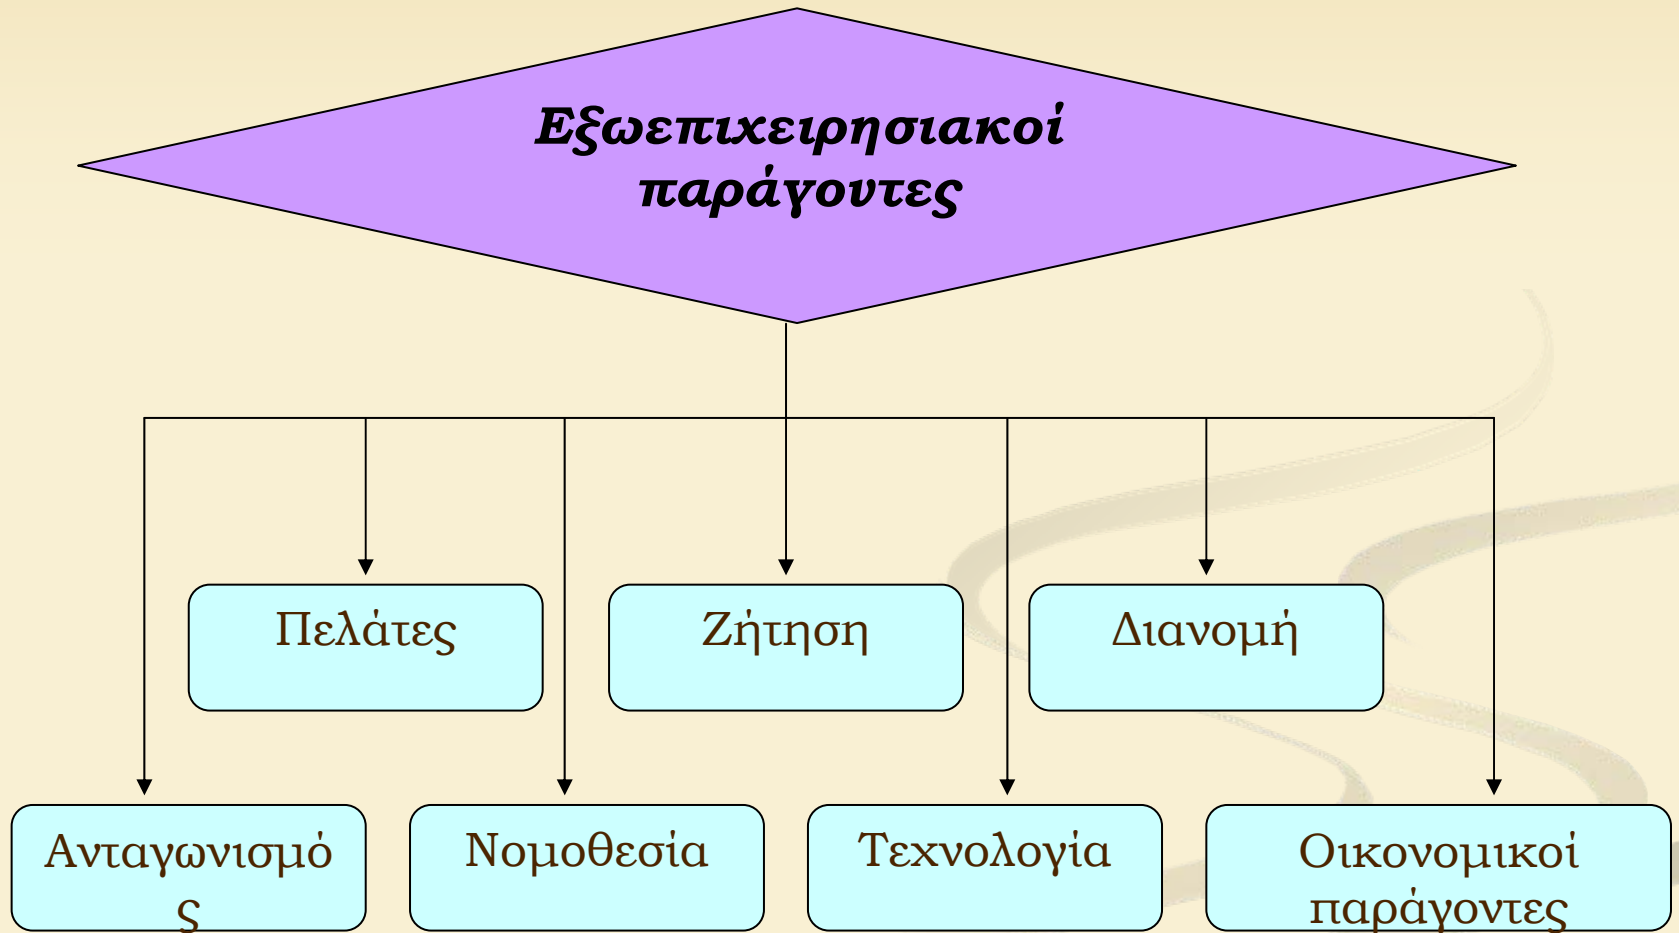 Εξωεπιχειρησιακοί
παράγοντες
Πελάτες
Ζήτηση
Διανομή
Ανταγωνισμό
ς
Νομοθεσία
Τεχνολογία
Οικονομικοί
παράγοντες